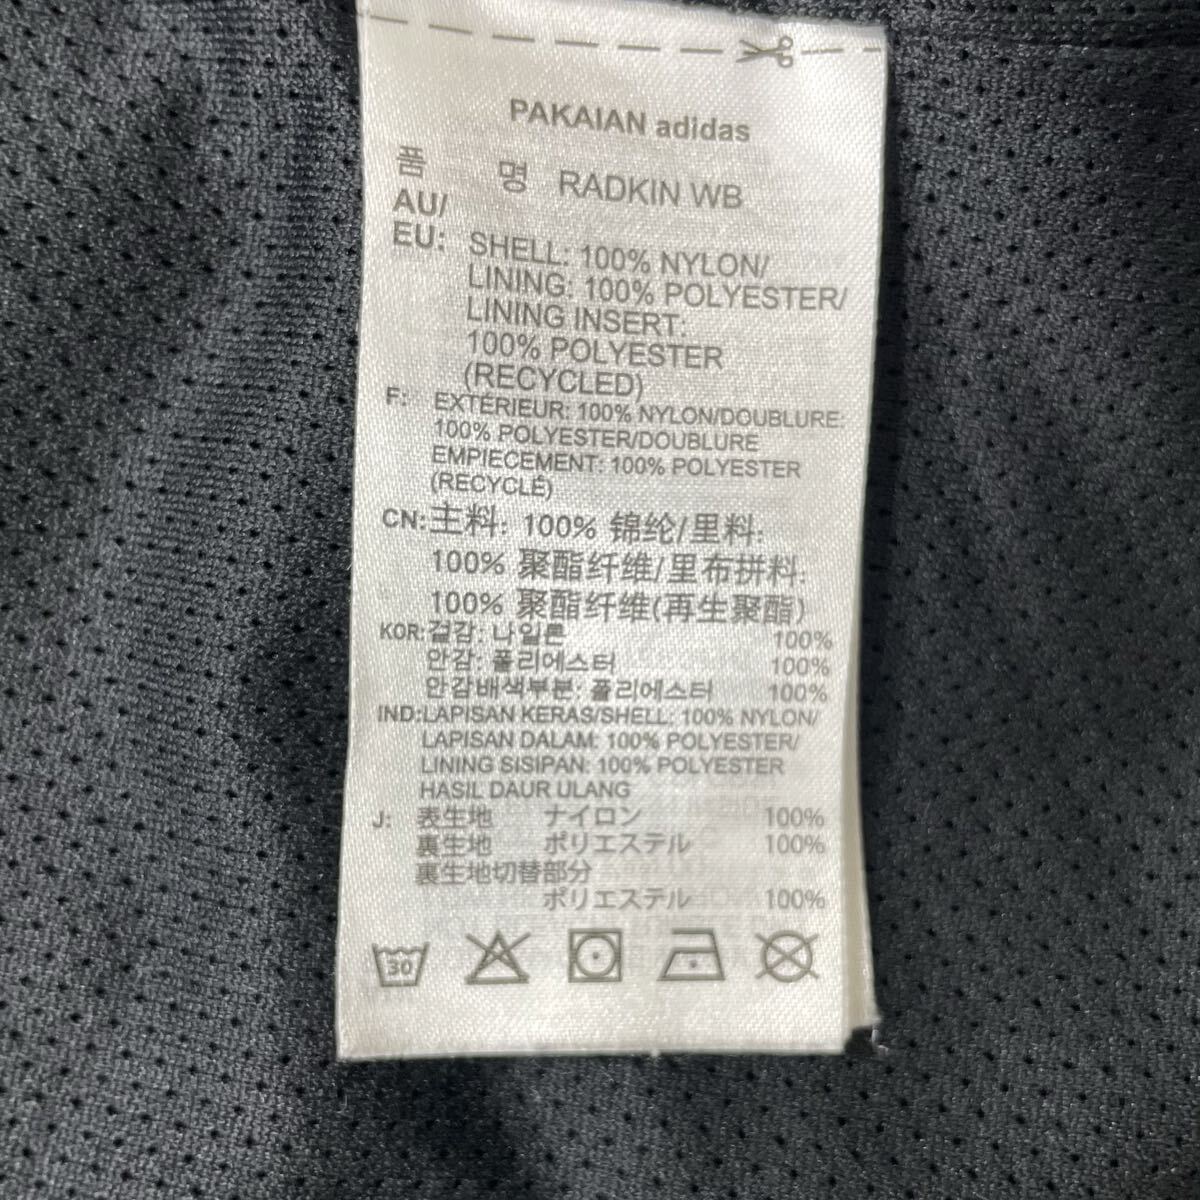 PAKAIAN adidas
품 명 RADKIN WB
AU/
EU: SHELL: 100% NYLON/
LINING: 100% POLYESTER/
LINING INSERT:
100% POLYESTER
(RECYCLED)
F: EXTÉRIEUR: 100% NYLON/DOUBLURE:
100% POLYESTER/DOUBLURE
EMPIECEMENT: 100% POLYESTER
(RECYCLÉ)
CN: 主料: 100% 锦纶/里料:
100% 聚酯纤维/里布拼料:
100% 聚酯纤维(再生聚酯)
KOR: 겉감: 나일론 100%
안감: 폴리에스터 100%
안감배색부분: 폴리에스터 100%
IND: LAPISAN KERAS/SHELL: 100% NYLON/
LAPISAN DALAM: 100% POLYESTER/
LINING SISIPAN: 100% POLYESTER
HASIL DAUR ULANG
J: 表生地 ナイロン 100%
裏生地 ポリエステル 100%
裏生地切替部分
ポリエステル 100%
30